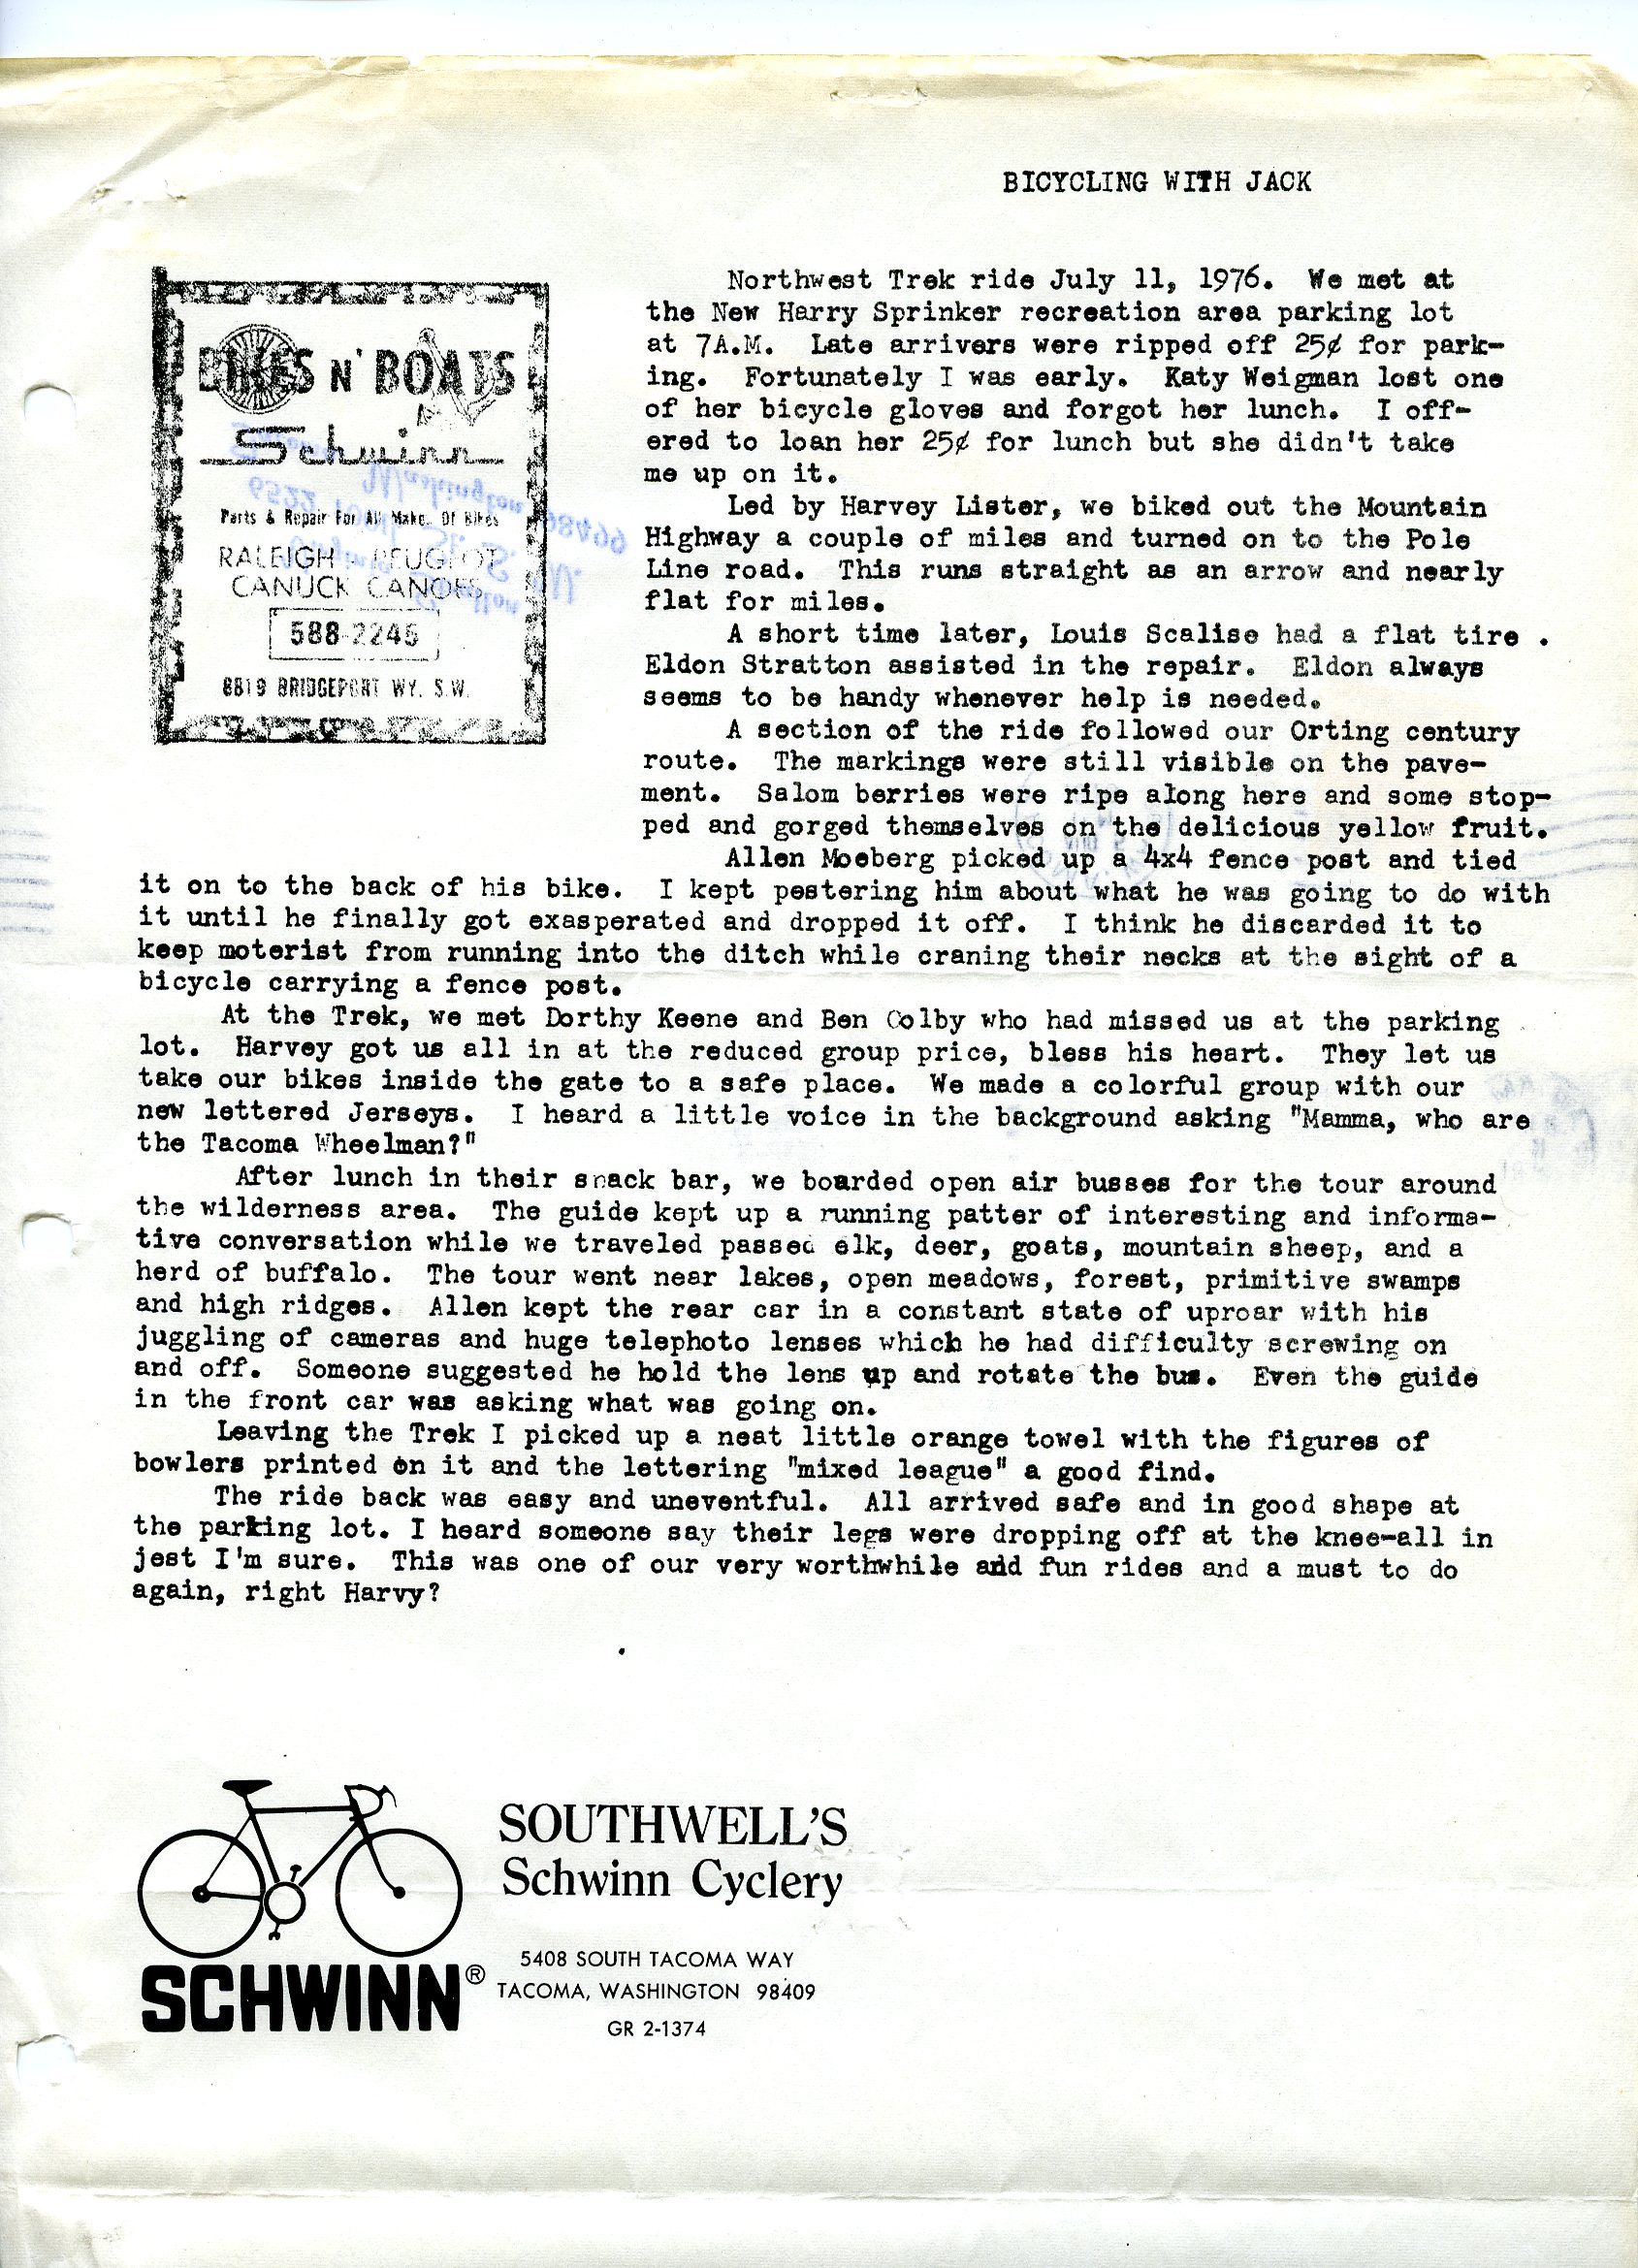 BICYCLING WITH JACK
BIKES N' BOATS
Schwinn
Parts & Repair For All Make. Of Bikes
RALEIGH PEUGEOT
CANUCK CANOES
588-2245
8819 BRIDGEPORT WY. S.W.
Northwest Trek ride July 11, 1976. We met at
the New Harry Sprinker recreation area parking lot
at 7A.M. Late arrivers were ripped off 25¢ for park-
ing. Fortunately I was early. Katy Weigman lost one
of her bicycle gloves and forgot her lunch. I off-
ered to loan her 25¢ for lunch but she didn't take
me up on it.
Led by Harvey Lister, we biked out the Mountain
Highway a couple of miles and turned on to the Pole
Line road. This runs straight as an arrow and nearly
flat for miles.
A short time later, Louis Scalise had a flat tire .
Eldon Stratton assisted in the repair. Eldon always
seems to be handy whenever help is needed.
A section of the ride followed our Orting century
route. The markings were still visible on the pave-
ment. Salom berries were ripe along here and some stop-
ped and gorged themselves on the delicious yellow fruit.
Allen Moeberg picked up a 4x4 fence post and tied
it on to the back of his bike. I kept pestering him about what he was going to do with
it until he finally got exasperated and dropped it off. I think he discarded it to
keep moterist from running into the ditch while craning their necks at the sight of a
bicycle carrying a fence post.
At the Trek, we met Dorthy Keene and Ben Colby who had missed us at the parking
lot. Harvey got us all in at the reduced group price, bless his heart. They let us
take our bikes inside the gate to a safe place. We made a colorful group with our
new lettered Jerseys. I heard a little voice in the background asking "Mamma, who are
the Tacoma Wheelman?"
After lunch in their snack bar, we boarded open air busses for the tour around
the wilderness area. The guide kept up a running patter of interesting and informa-
tive conversation while we traveled passed elk, deer, goats, mountain sheep, and a
herd of buffalo. The tour went near lakes, open meadows, forest, primitive swamps
and high ridges. Allen kept the rear car in a constant state of uproar with his
juggling of cameras and huge telephoto lenses which he had difficulty screwing on
and off. Someone suggested he hold the lens up and rotate the bus. Even the guide
in the front car was asking what was going on.
Leaving the Trek I picked up a neat little orange towel with the figures of
bowlers printed on it and the lettering "mixed league" a good find.
The ride back was easy and uneventful. All arrived safe and in good shape at
the parking lot. I heard someone say their legs were dropping off at the knee-all in
jest I'm sure. This was one of our very worthwhile and fun rides and a must to do
again, right Harvy?
SOUTHWELL'S
Schwinn Cyclery
5408 SOUTH TACOMA WAY
TACOMA, WASHINGTON 98409
GR 2-1374
SCHWINN®